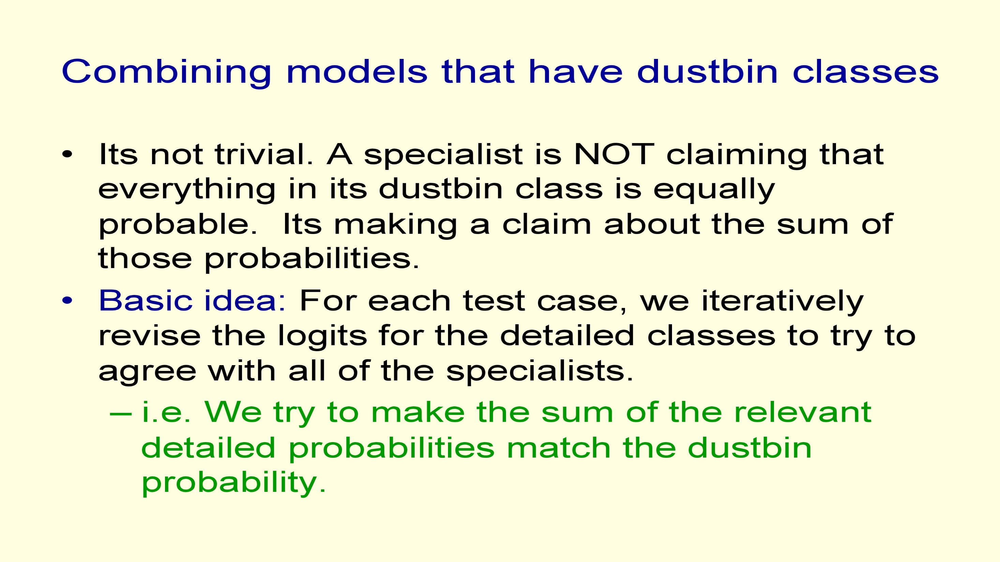 Combining models that have dustbin classes
• Its not trivial. A specialist is NOT claiming that
everything in its dustbin class is equally
probable. Its making a claim about the sum of
those probabilities.
• Basic idea: For each test case, we iteratively
revise the logits for the detailed classes to try to
agree with all of the specialists.
– i.e. We try to make the sum of the relevant
detailed probabilities match the dustbin
probability.